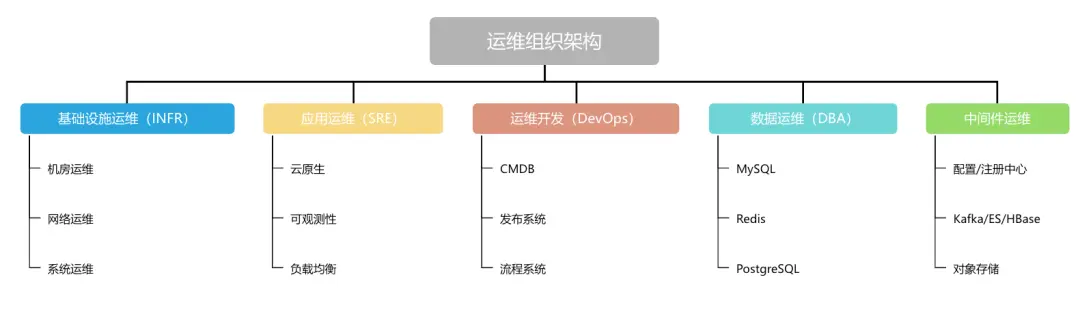 运维组织架构
基础设施运维（INFR）
应用运维（SRE）
运维开发（DevOps）
数据运维（DBA）
中间件运维
机房运维
云原生
CMDB
MySQL
配置/注册中心
网络运维
可观测性
发布系统
Redis
Kafka/ES/HBase
系统运维
负载均衡
流程系统
PostgreSQL
对象存储